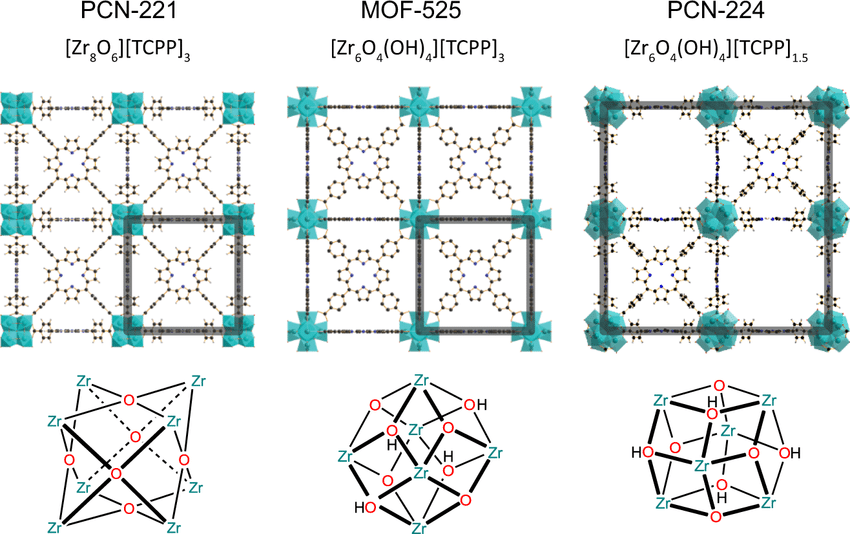 PCN-221
[Zr₈O₆][TCPP]₃
Zr Zr
O
Zr Zr
O
O O
O
Zr Zr
O
Zr Zr
MOF-525
[Zr₆O₄(OH)₄][TCPP]₃
Zr
O OH
O Zr O
H
Zr H Zr
O Zr O
HO O
Zr
PCN-224
[Zr₆O₄(OH)₄][TCPP]₁.₅
O
Zr H Zr
O
Zr
HO O O OH
Zr
O
Zr H Zr
O